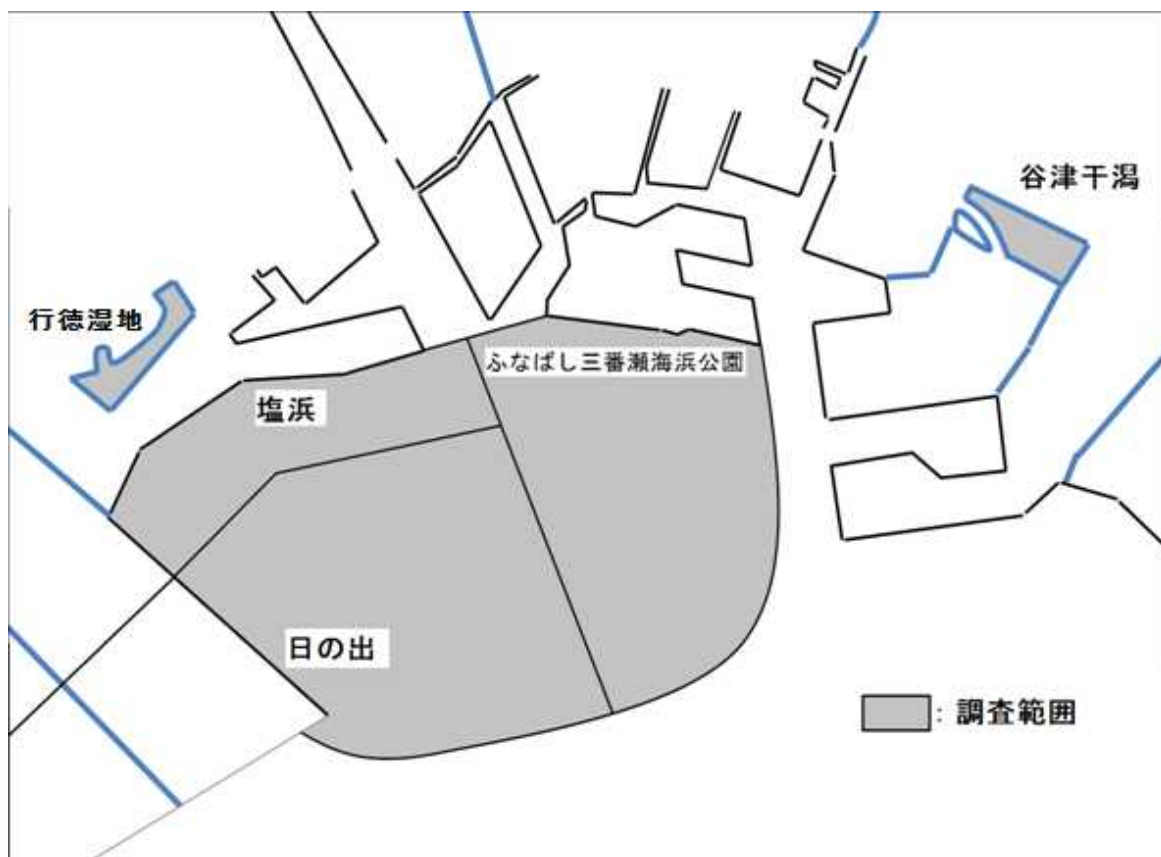 谷津干潟
行徳湿地
ふなばし三番瀬海浜公園
塩浜
日の出
: 調査範囲